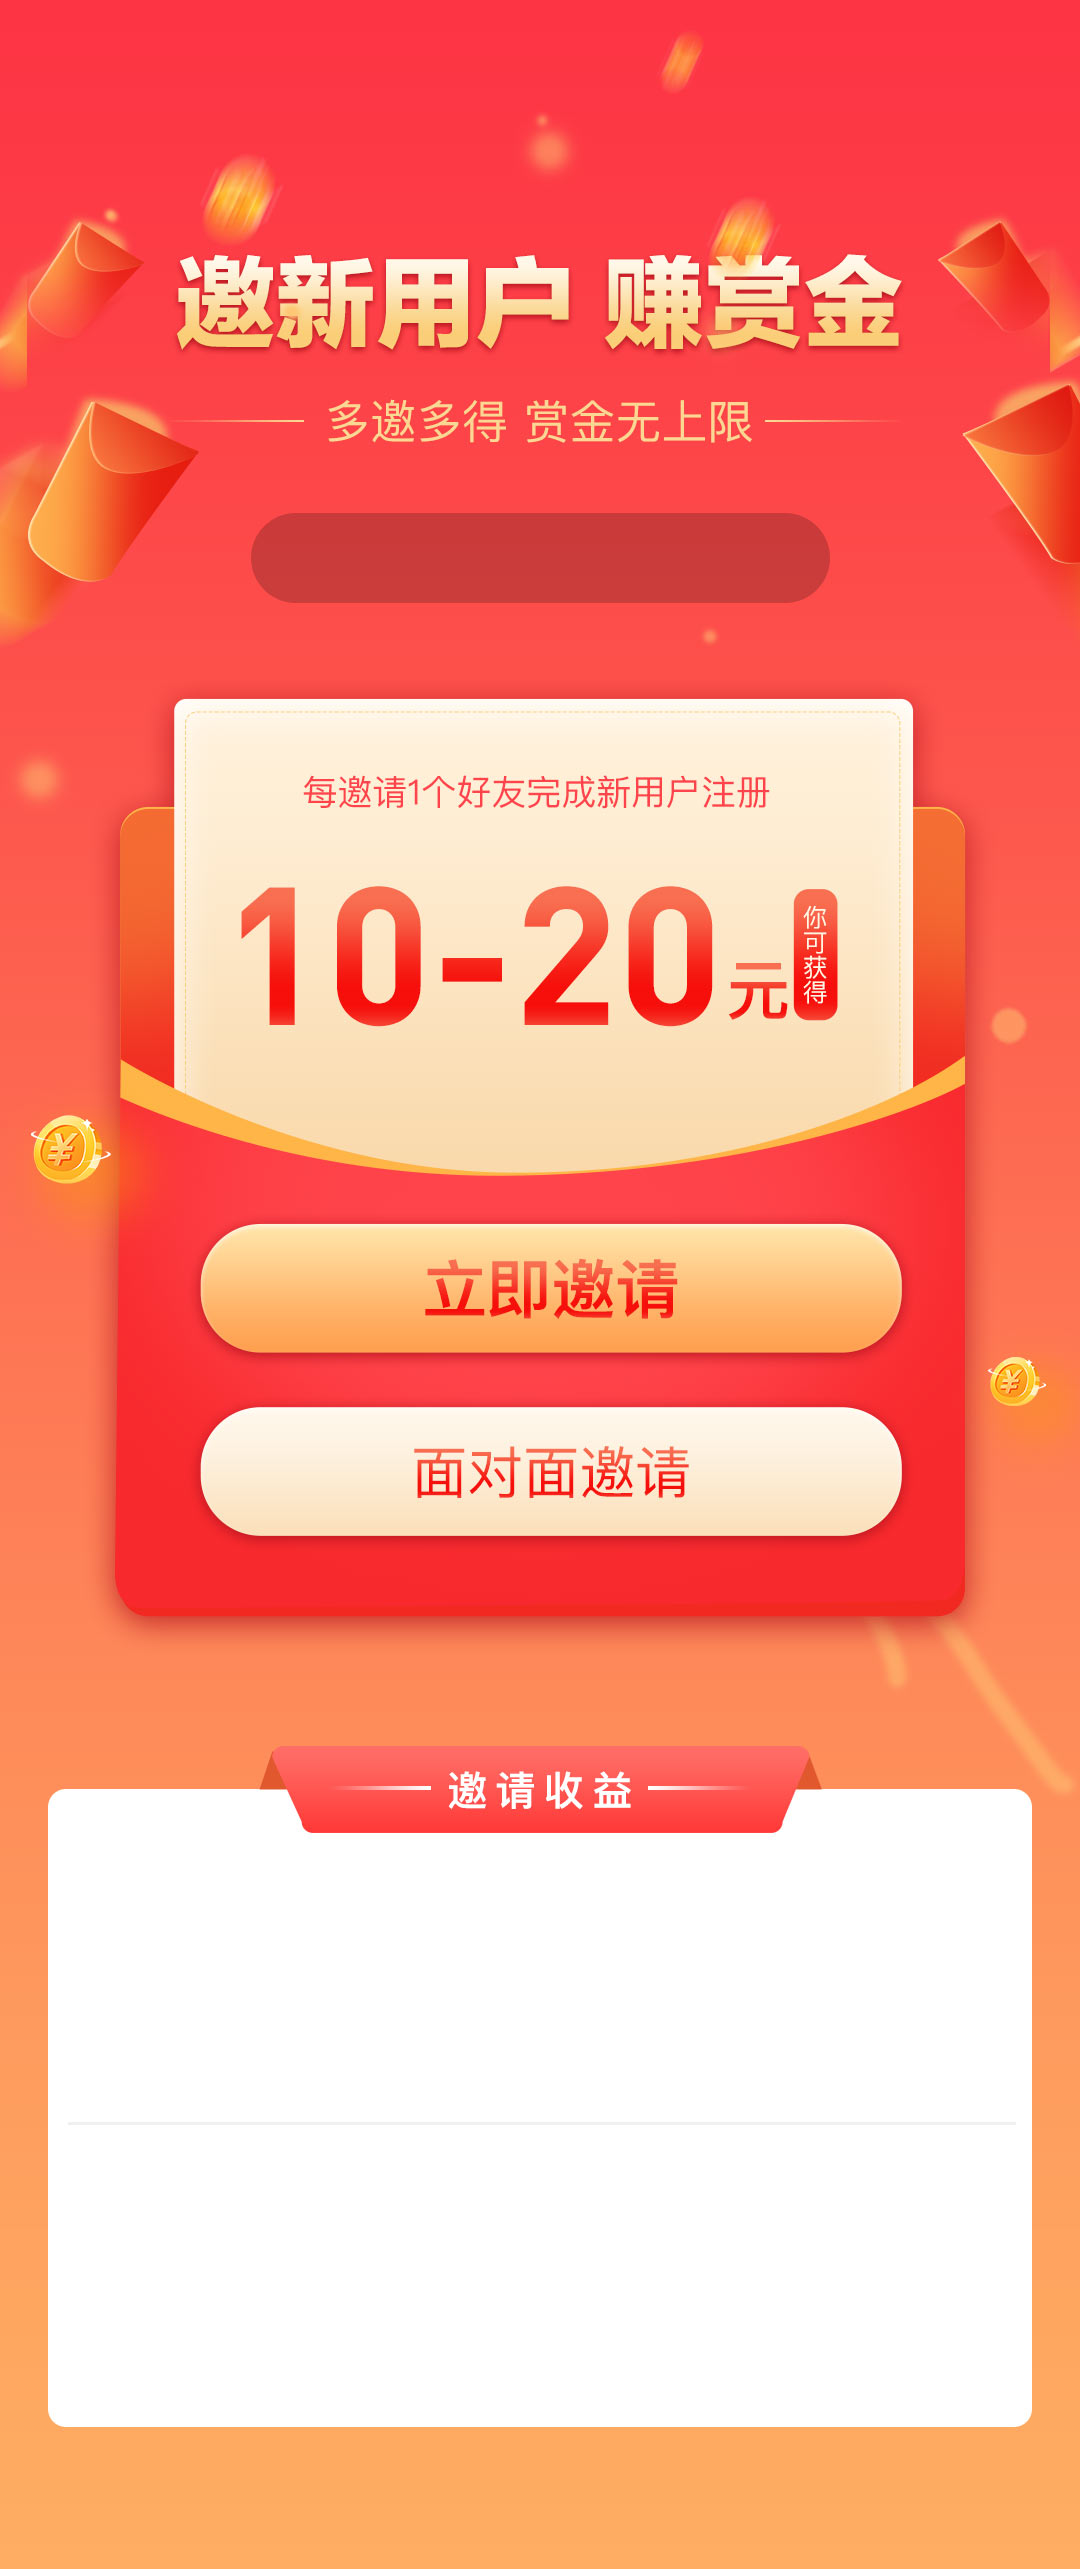 邀新用户 赚赏金
多邀多得 赏金无上限
每邀请1个好友完成新用户注册
10-20元
你可获得
立即邀请
面对面邀请
邀请收益